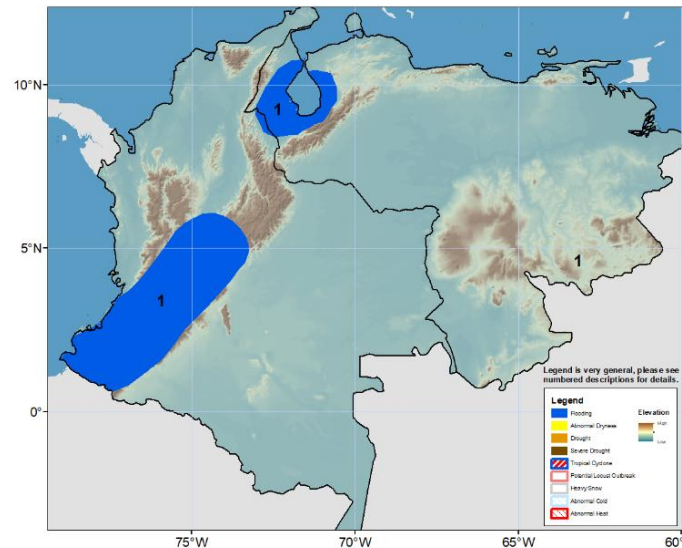 10°N
1
5°N
1
1
Legend is very general, please see
numbered descriptions for details.
Legend
Flooding
Abnormal Dryness
Drought
Severe Drought
Tropical Cyclone
Potential Locust Outbreak
Heavy Snow
Abnormal Cold
Abnormal Heat
Elevation
High
Low
0°
75°W
70°W
65°W
60°